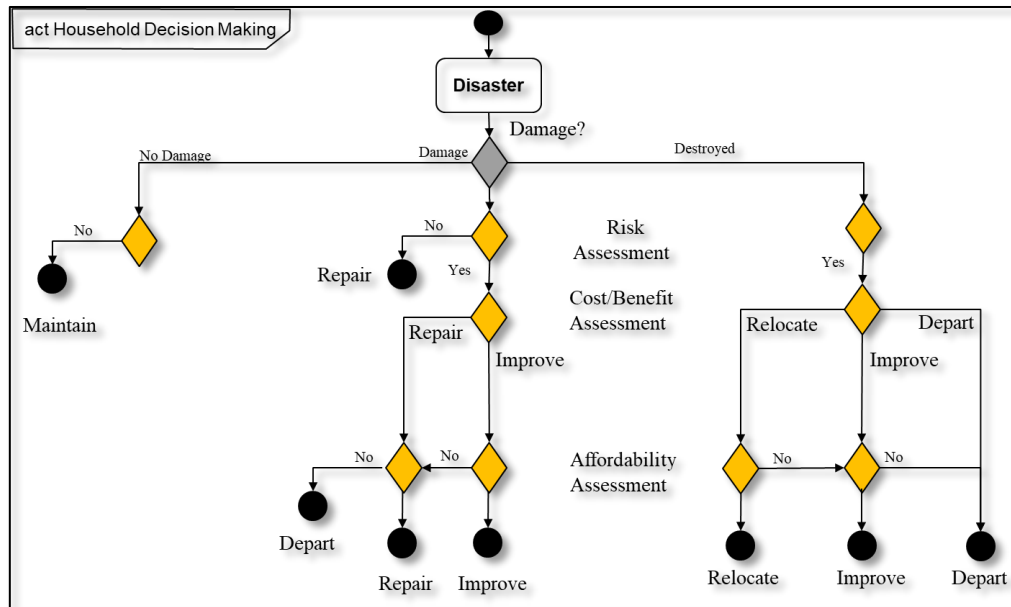 act Household Decision Making
Disaster
Damage?
No Damage
Damage
Destroyed
No
No
Risk
Assessment
Repair
Yes
Yes
Maintain
Cost/Benefit
Assessment
Repair
Relocate
Depart
Improve
Improve
No
No
Affordability
Assessment
No
No
Depart
Repair
Improve
Relocate
Improve
Depart